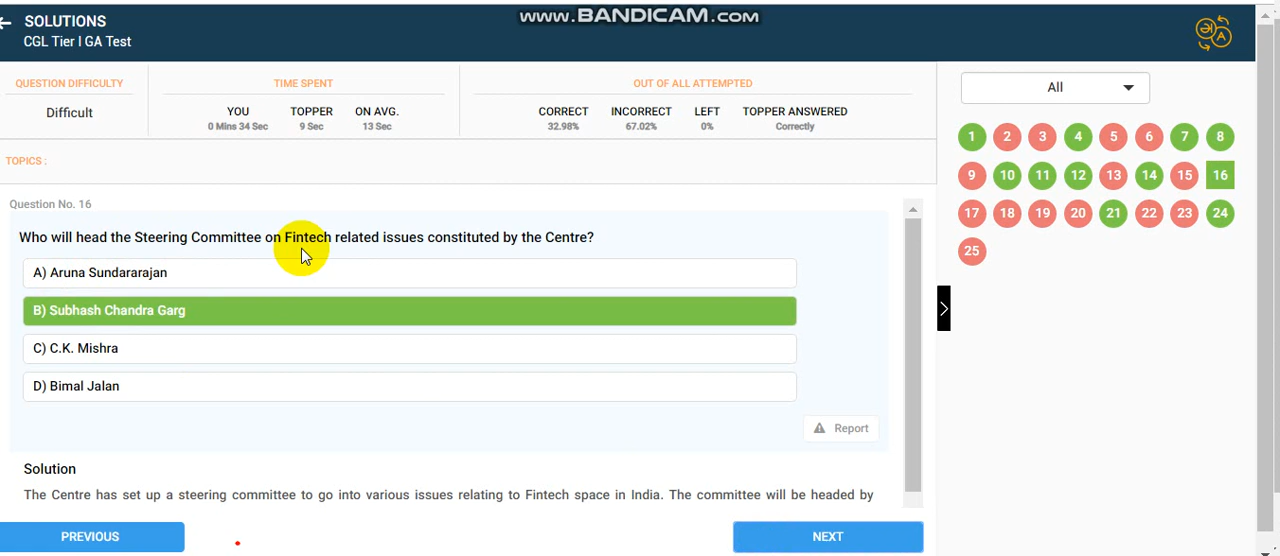 www.BANDICAM.com
SOLUTIONS
CGL Tier I GA Test
QUESTION DIFFICULTY
Difficult
TIME SPENT
YOU TOPPER ON AVG.
0 Mins 34 Sec 9 Sec 13 Sec
OUT OF ALL ATTEMPTED
CORRECT INCORRECT LEFT TOPPER ANSWERED
32.98% 67.02% 0% Correctly
TOPICS :
Question No. 16
Who will head the Steering Committee on Fintech related issues constituted by the Centre?
A) Aruna Sundararajan
B) Subhash Chandra Garg
C) C.K. Mishra
D) Bimal Jalan
Report
Solution
The Centre has set up a steering committee to go into various issues relating to Fintech space in India. The committee will be headed by
PREVIOUS
NEXT
All
1 2 3 4 5 6 7 8
9 10 11 12 13 14 15 16
17 18 19 20 21 22 23 24
25